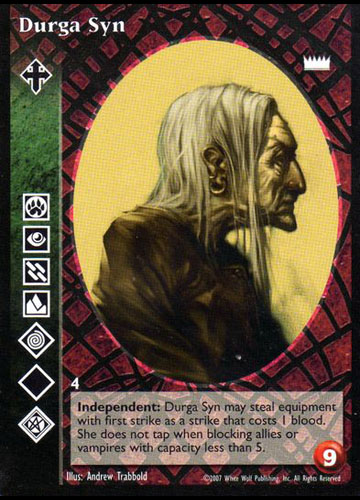 Durga Syn
4
Independent: Durga Syn may steal equipment
with first strike as a strike that costs 1 blood.
She does not tap when blocking allies or
vampires with capacity less than 5.
9
Illus: Andrew Trabbold
©2007 White Wolf Publishing, Inc. All Rights Reserved